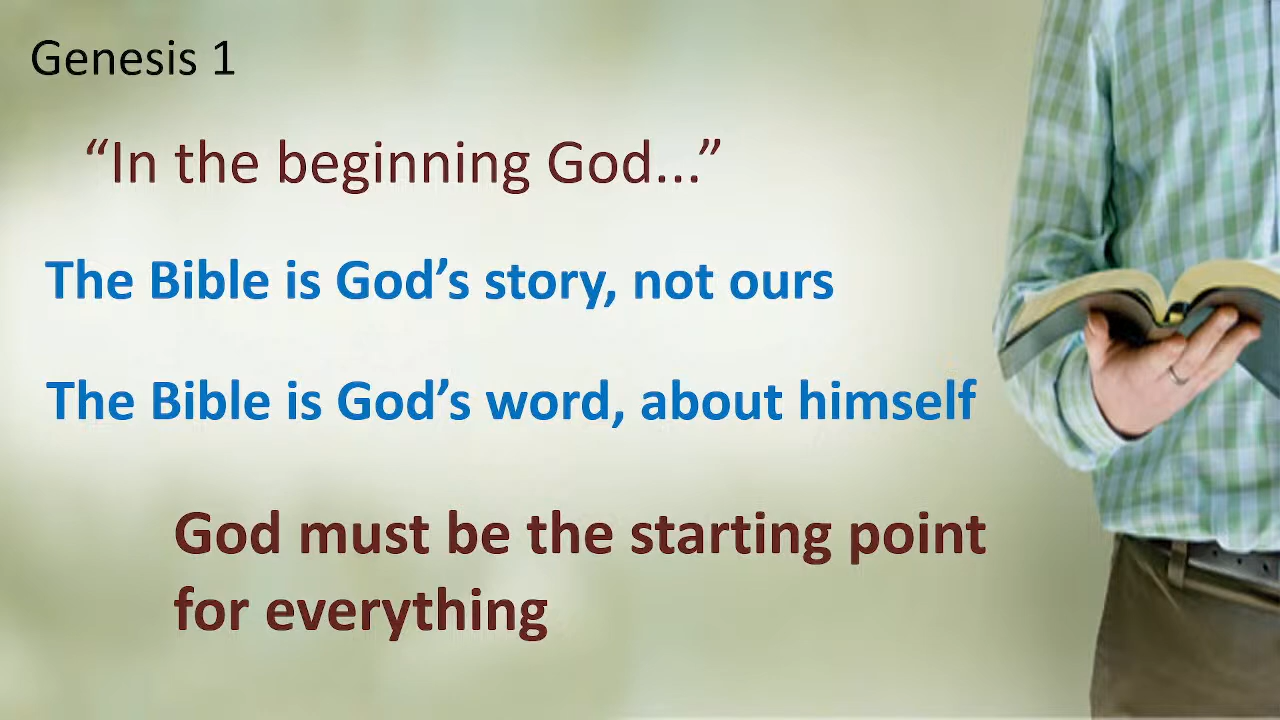 Genesis 1
“In the beginning God...”
The Bible is God’s story, not ours
The Bible is God’s word, about himself
God must be the starting point
for everything